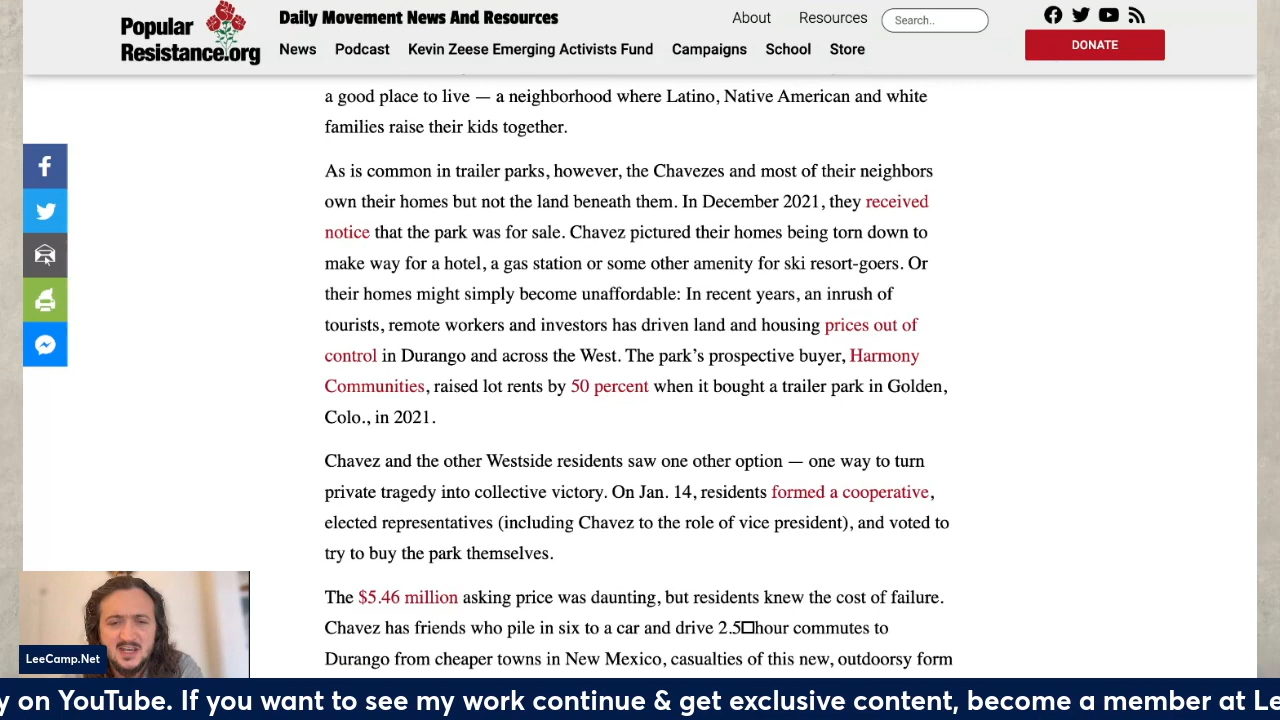 Popular
Resistance.org
Daily Movement News And Resources
About
Resources
Search..
News
Podcast
Kevin Zeese Emerging Activists Fund
Campaigns
School
Store
DONATE
a good place to live — a neighborhood where Latino, Native American and white
families raise their kids together.
As is common in trailer parks, however, the Chavezes and most of their neighbors
own their homes but not the land beneath them. In December 2021, they received
notice that the park was for sale. Chavez pictured their homes being torn down to
make way for a hotel, a gas station or some other amenity for ski resort-goers. Or
their homes might simply become unaffordable: In recent years, an inrush of
tourists, remote workers and investors has driven land and housing prices out of
control in Durango and across the West. The park’s prospective buyer, Harmony
Communities, raised lot rents by 50 percent when it bought a trailer park in Golden,
Colo., in 2021.
Chavez and the other Westside residents saw one other option — one way to turn
private tragedy into collective victory. On Jan. 14, residents formed a cooperative,
elected representatives (including Chavez to the role of vice president), and voted to
try to buy the park themselves.
The $5.46 million asking price was daunting, but residents knew the cost of failure.
Chavez has friends who pile in six to a car and drive 2.5□hour commutes to
Durango from cheaper towns in New Mexico, casualties of this new, outdoorsy form
LeeCamp.Net
y on YouTube. If you want to see my work continue & get exclusive content, become a member at Le